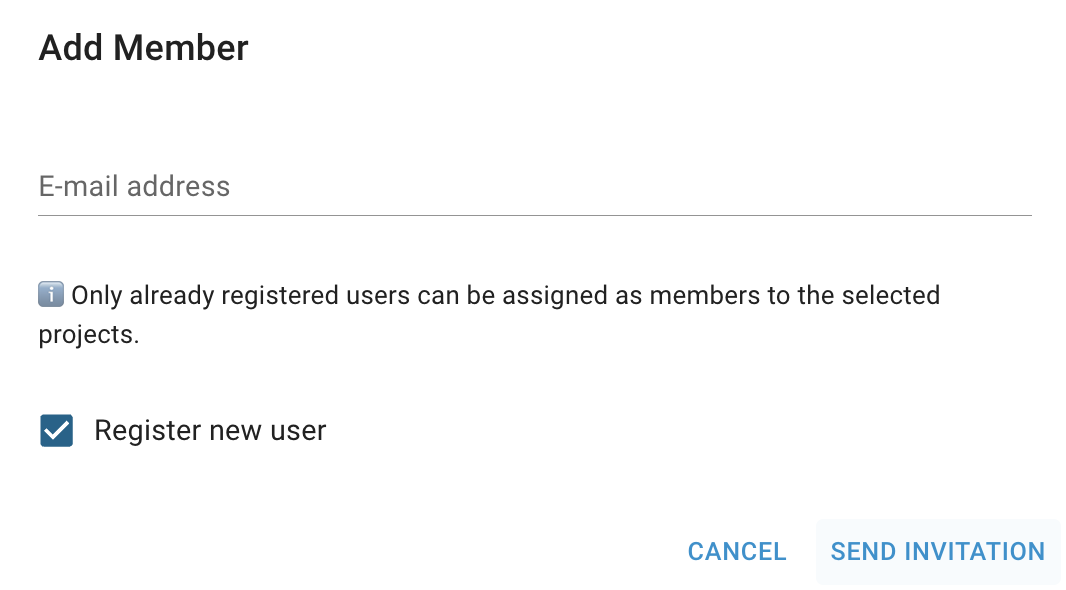 Add Member
E-mail address
ℹ️ Only already registered users can be assigned as members to the selected
projects.
Register new user
CANCEL SEND INVITATION